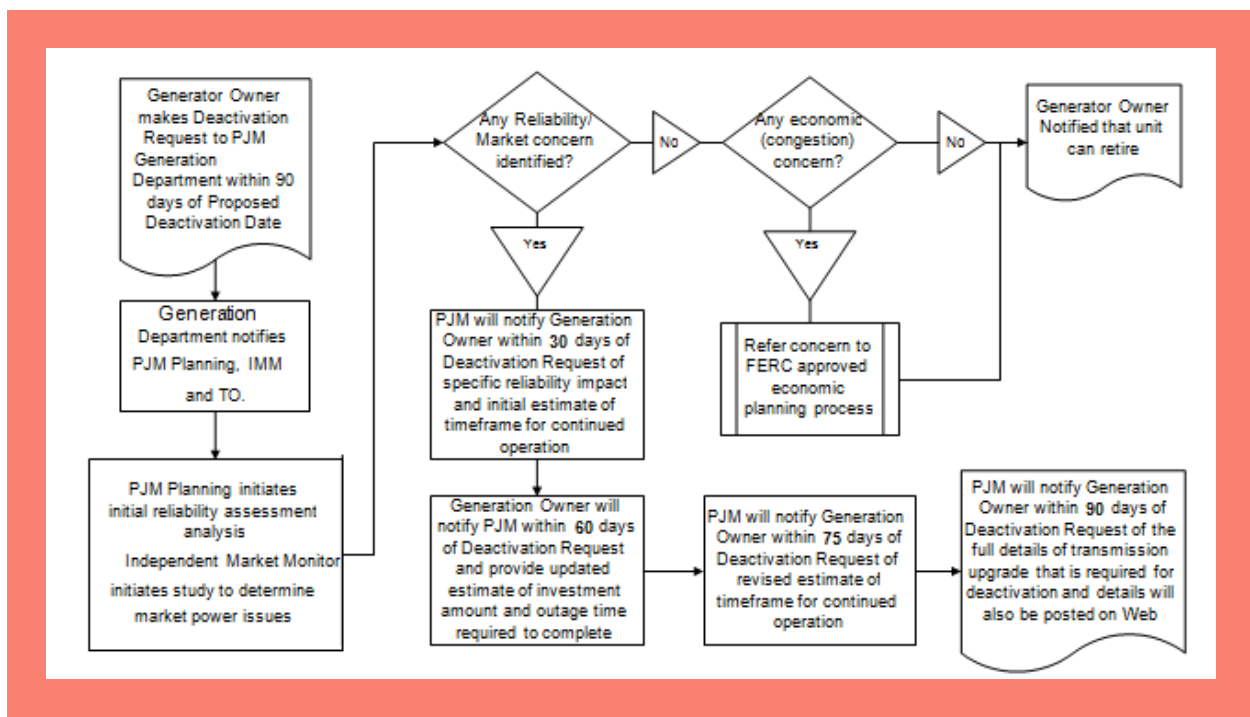 Generator Owner
makes Deactivation
Request to PJM
Generation
Department within 90
days of Proposed
Deactivation Date
Generation
Department notifies
PJM Planning, IMM
and TO.
PJM Planning initiates
initial reliability assessment
analysis
Independent Market Monitor
initiates study to determine
market power issues
Any Reliability/
Market concern
identified?
No
Any economic
(congestion)
concern?
No
Generator Owner
Notified that unit
can retire
Yes
Yes
PJM will notify Generation
Owner within 30 days of
Deactivation Request of
specific reliability impact
and initial estimate of
timeframe for continued
operation
Refer concern to
FERC approved
economic
planning process
Generation Owner will
notify PJM within 60 days
of Deactivation Request
and provide updated
estimate of investment
amount and outage time
required to complete
PJM will notify Generation
Owner within 75 days of
Deactivation Request of
revised estimate of
timeframe for continued
operation
PJM will notify Generation
Owner within 90 days of
Deactivation Request of the
full details of transmission
upgrade that is required for
deactivation and details will
also be posted on Web